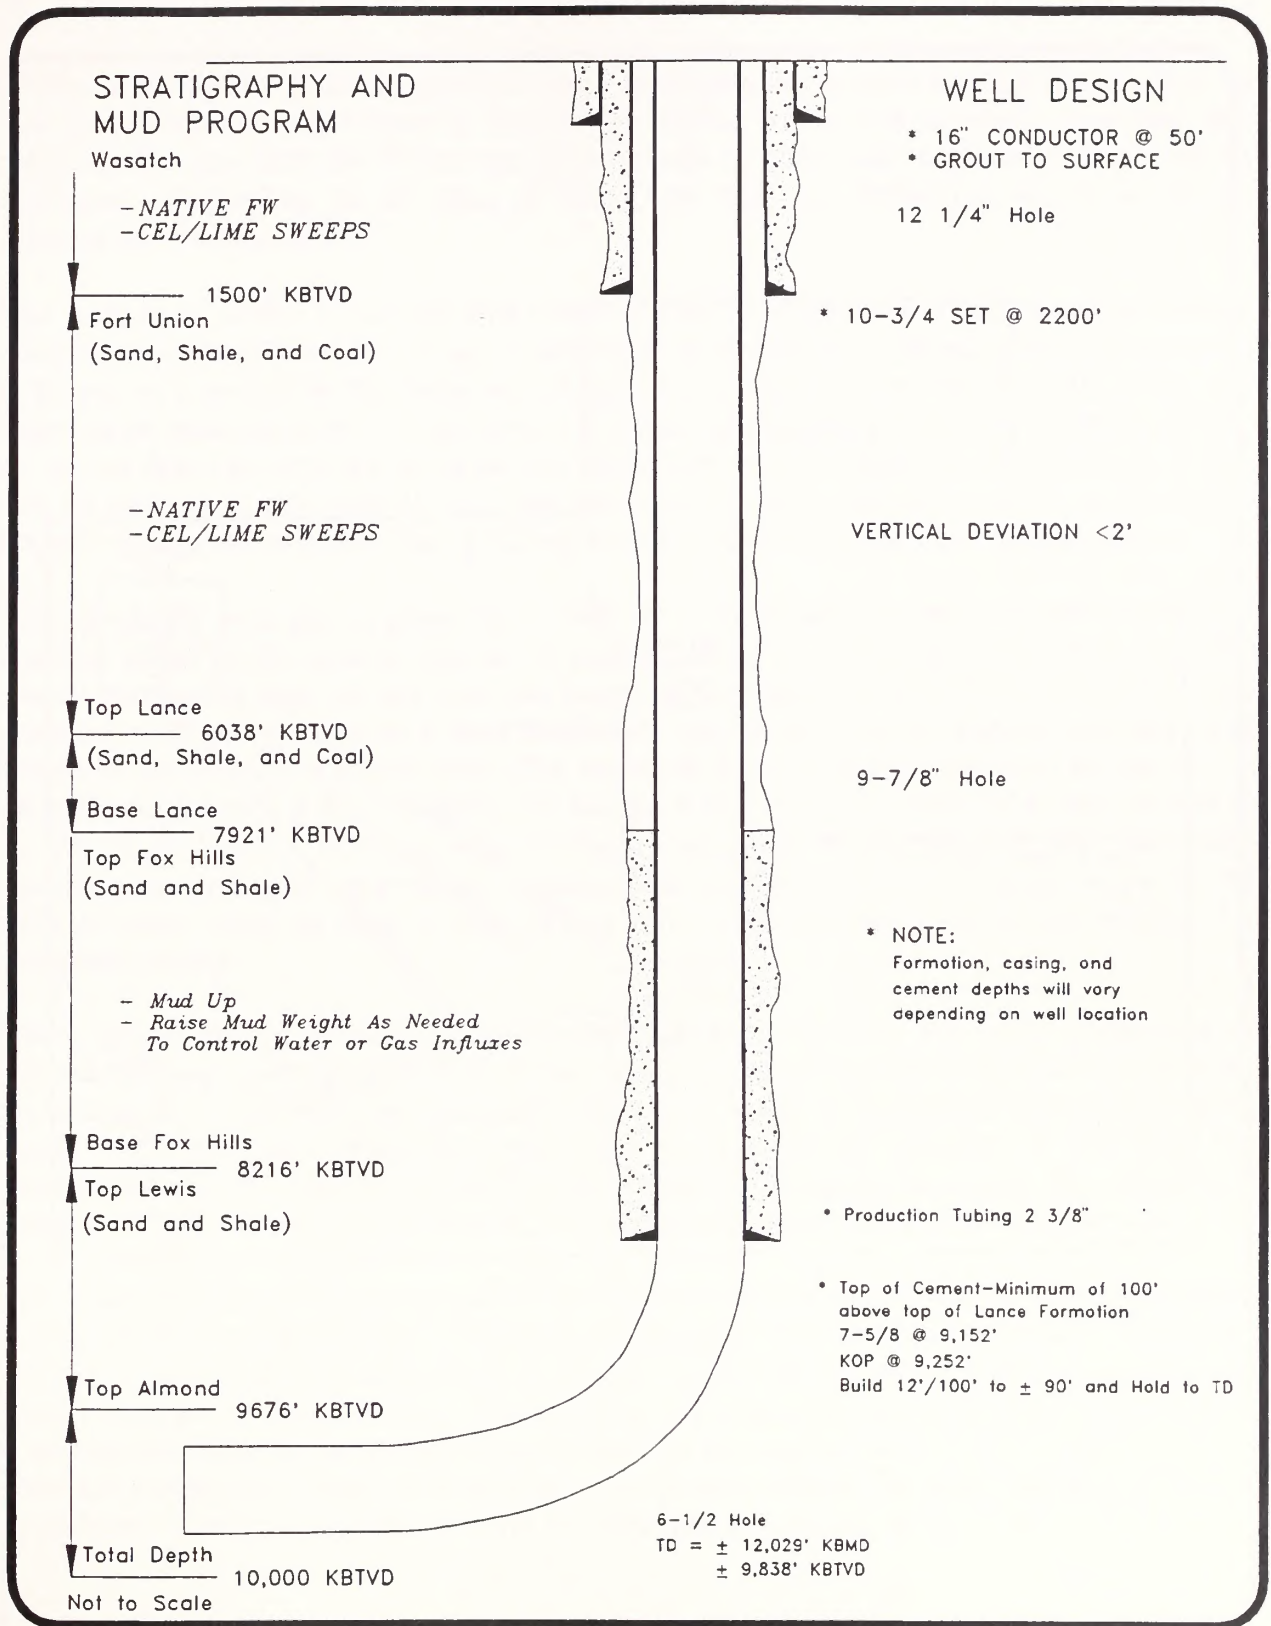 STRATIGRAPHY AND
MUD PROGRAM
Wasatch
-NATIVE FW
-CEL/LIME SWEEPS
1500' KBTVD
Fort Union
(Sand, Shale, and Coal)
-NATIVE FW
-CEL/LIME SWEEPS
Top Lance
6038' KBTVD
(Sand, Shale, and Coal)
Base Lance
7921' KBTVD
Top Fox Hills
(Sand and Shale)
- Mud Up
- Raise Mud Weight As Needed
To Control Water or Gas Influxes
Base Fox Hills
8216' KBTVD
Top Lewis
(Sand and Shale)
Top Almond
9676' KBTVD
Total Depth
10,000 KBTVD
Not to Scale
WELL DESIGN
* 16" CONDUCTOR @ 50'
* GROUT TO SURFACE
12 1/4" Hole
* 10-3/4 SET @ 2200'
VERTICAL DEVIATION <2'
9-7/8" Hole
* NOTE:
Formotion, casing, ond
cement depths will vory
depending on well location
* Production Tubing 2 3/8"
* Top of Cement-Minimum of 100'
above top of Lance Formotion
7-5/8 @ 9,152'
KOP @ 9,252'
Build 12'/100' to ± 90' and Hold to TD
6-1/2 Hole
TD = ± 12,029' KBMD
± 9,838' KBTVD